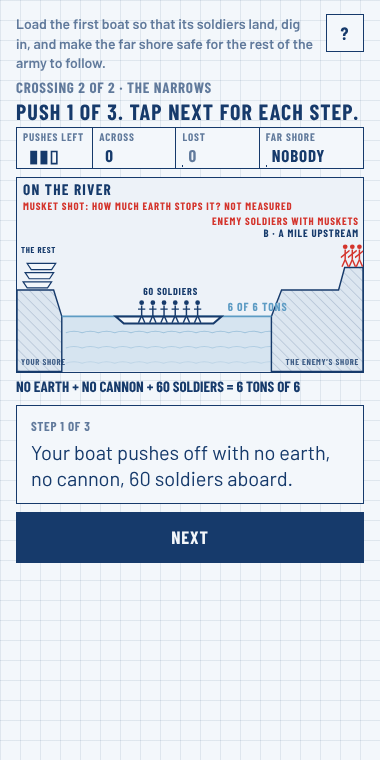 Load the first boat so that its soldiers land, dig
in, and make the far shore safe for the rest of the
army to follow.
?
CROSSING 2 OF 2 · THE NARROWS
PUSH 1 OF 3. TAP NEXT FOR EACH STEP.
PUSHES LEFT
ACROSS
0
LOST
0
FAR SHORE
NOBODY
ON THE RIVER
MUSKET SHOT: HOW MUCH EARTH STOPS IT? NOT MEASURED
ENEMY SOLDIERS WITH MUSKETS
B · A MILE UPSTREAM
THE REST
60 SOLDIERS
6 OF 6 TONS
YOUR SHORE
THE ENEMY'S SHORE
NO EARTH + NO CANNON + 60 SOLDIERS = 6 TONS OF 6
STEP 1 OF 3
Your boat pushes off with no earth,
no cannon, 60 soldiers aboard.
NEXT